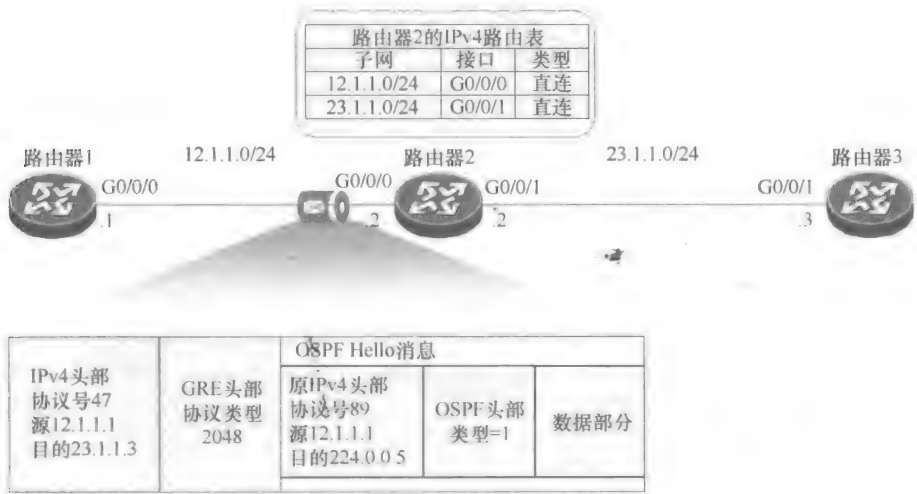 路由器2的IPv4路由表
子网 接口 类型
12.1.1.0/24 G0/0/0 直连
23.1.1.0/24 G0/0/1 直连
路由器1 12.1.1.0/24 路由器2 23.1.1.0/24 路由器3
G0/0/0 G0/0/0 G0/0/1 G0/0/1
.1 .2 .2 .3
OSPF Hello消息
IPv4头部
协议号47
源12.1.1.1
目的23.1.1.3
GRE头部
协议类型
2048
原IPv4头部
协议号89
源12.1.1.1
目的224.0.0.5
OSPF头部
类型=1
数据部分